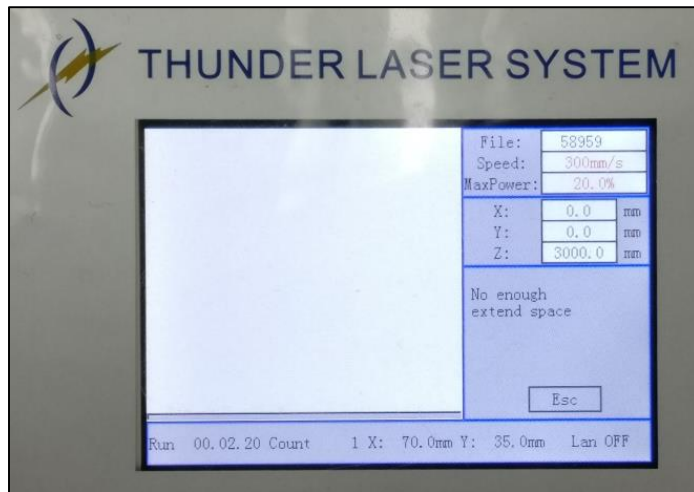 THUNDER LASER SYSTEM
File: 58959
Speed: 300mm/s
MaxPower: 20.0%
X: 0.0 mm
Y: 0.0 mm
Z: 3000.0 mm
No enough
extend space
Esc
Run 00.02.20 Count 1 X: 70.0mm Y: 35.0mm Lan OFF